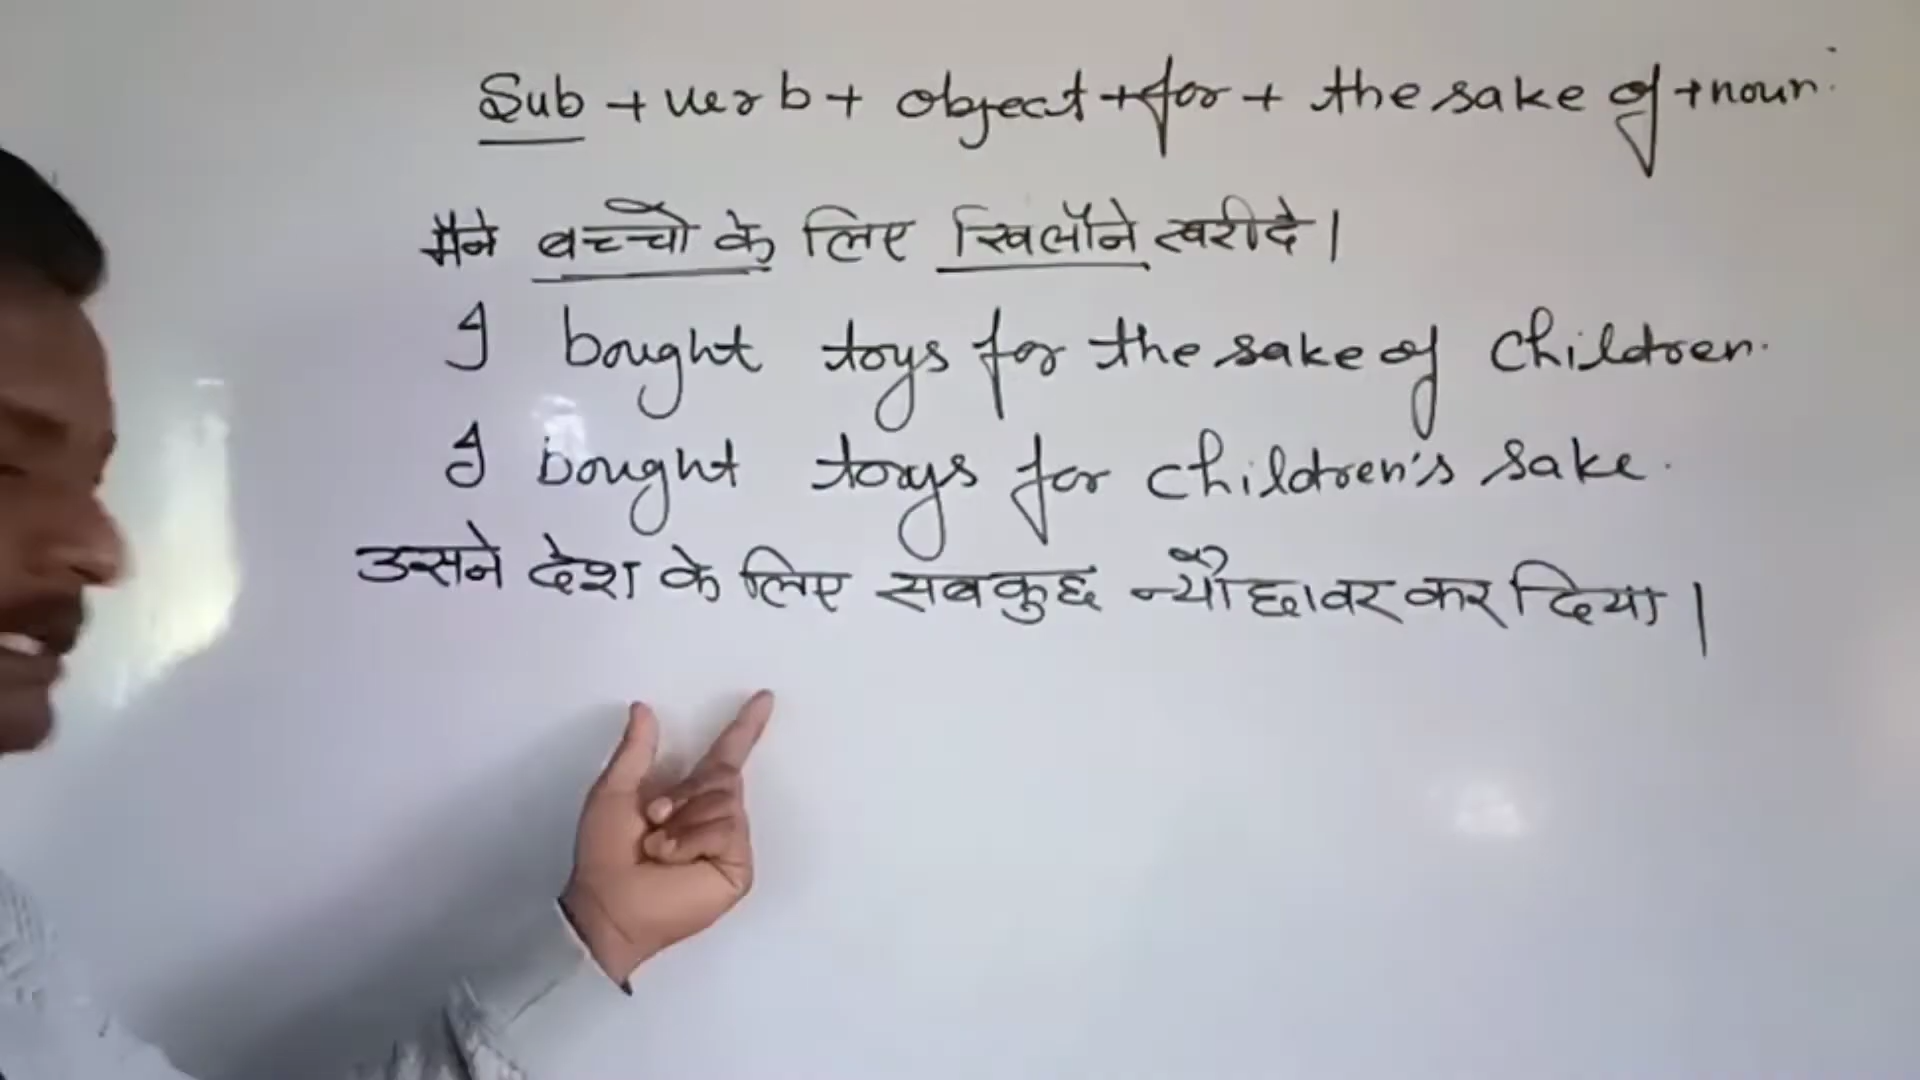 Sub + verb + object + for + the sake of + noun.
मैने बच्चो के लिए खिलौने खरीदे।
I bought toys for the sake of children.
I bought toys for children's sake.
उसने देश के लिए सबकुछ न्यौछावर कर दिया।